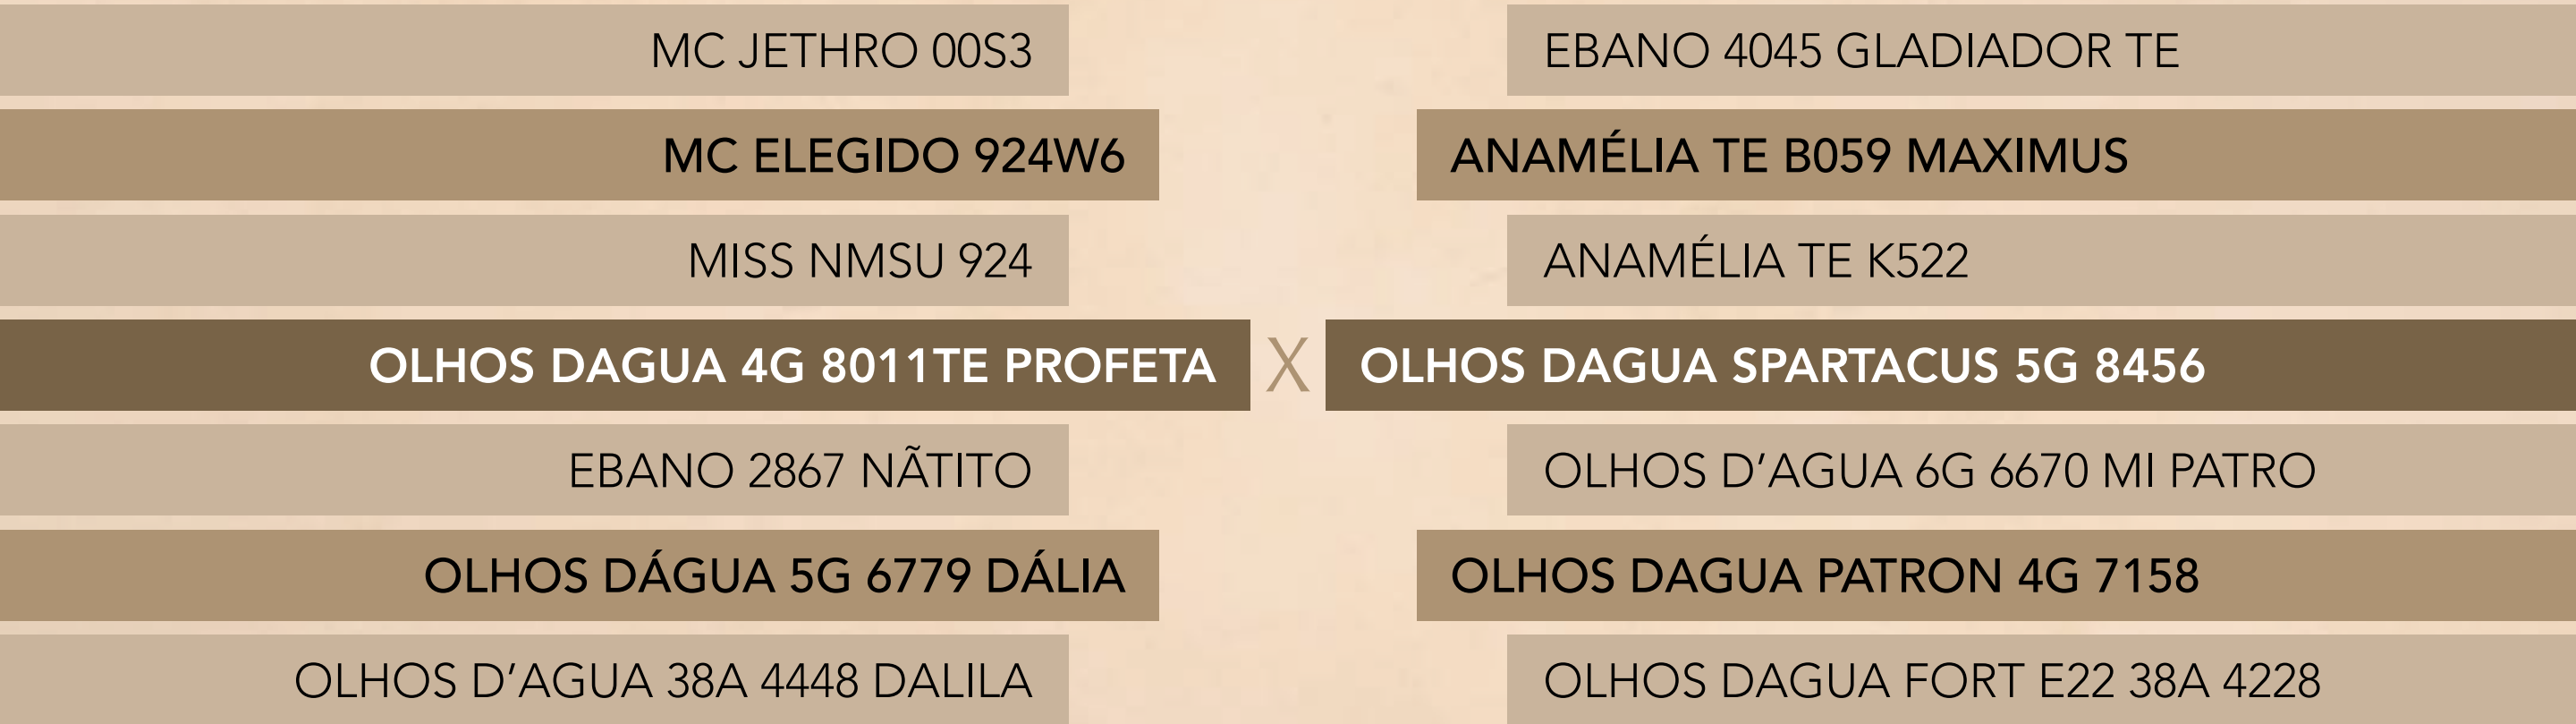 MC JETHRO 00S3
MC ELEGIDO 924W6
MISS NMSU 924
OLHOS DAGUA 4G 8011TE PROFETA
EBANO 2867 NÃTITO
OLHOS DÁGUA 5G 6779 DÁLIA
OLHOS D’AGUA 38A 4448 DALILA
X
EBANO 4045 GLADIADOR TE
ANAMÉLIA TE B059 MAXIMUS
ANAMÉLIA TE K522
OLHOS DAGUA SPARTACUS 5G 8456
OLHOS D’AGUA 6G 6670 MI PATRO
OLHOS DAGUA PATRON 4G 7158
OLHOS DAGUA FORT E22 38A 4228